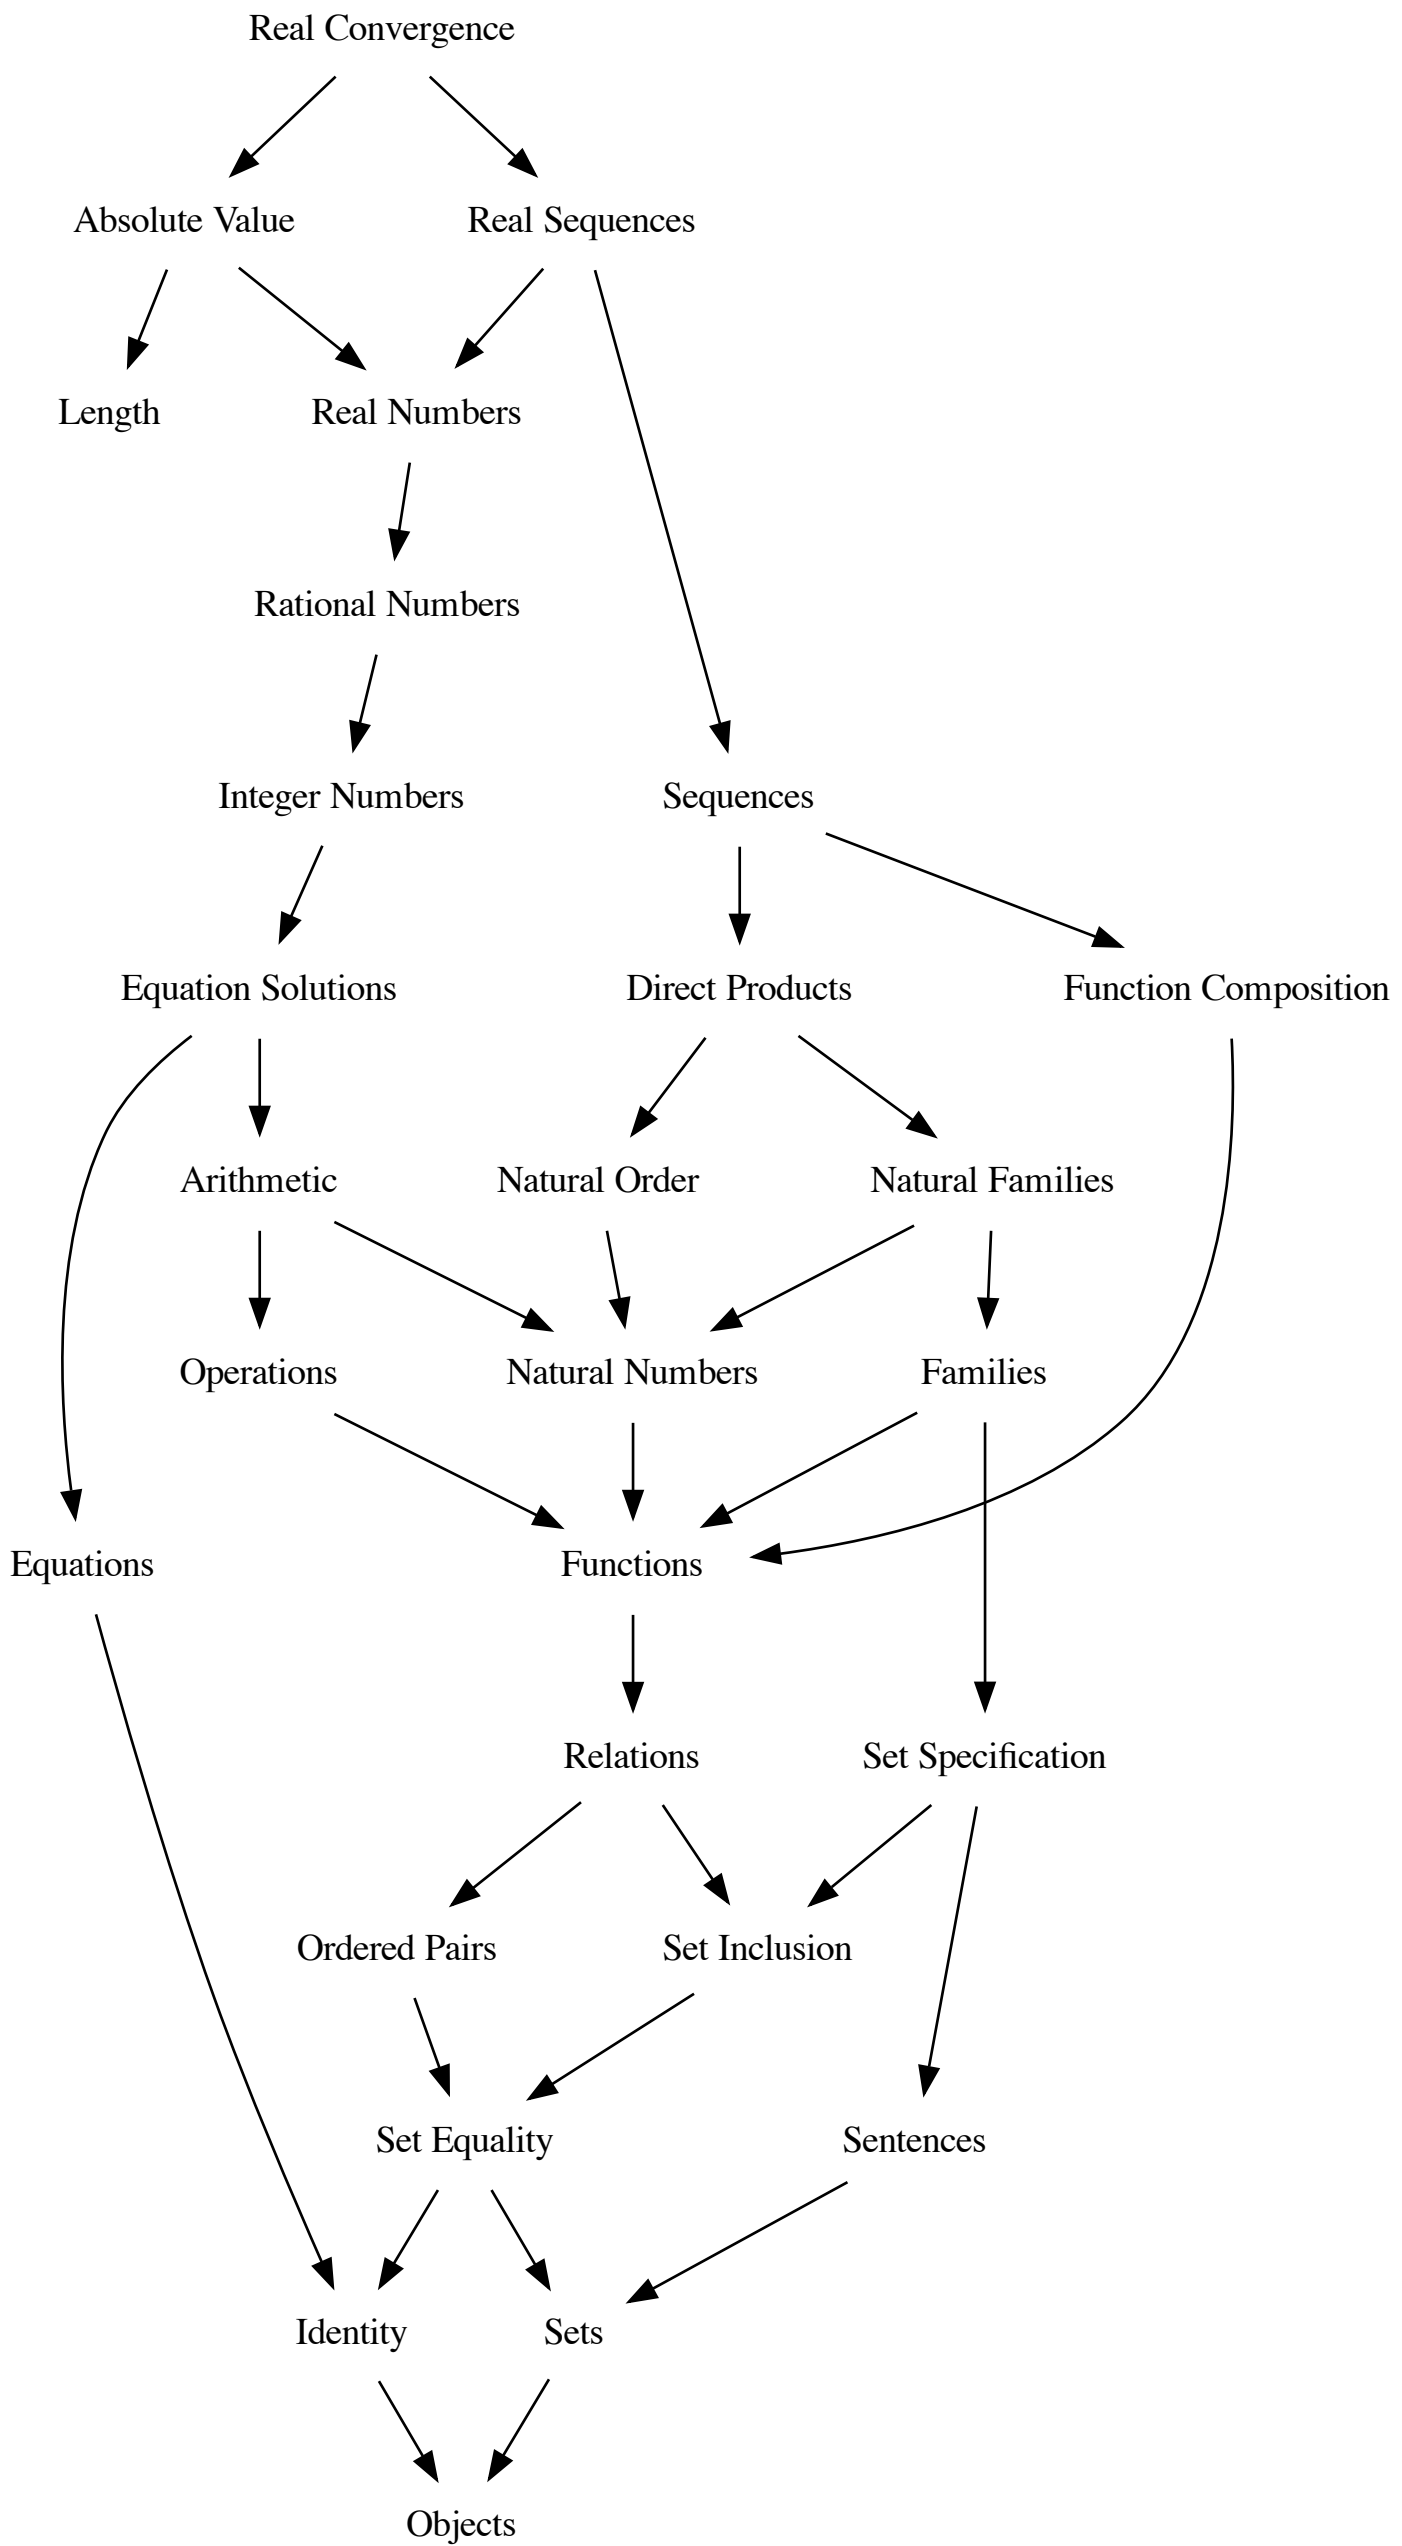 Real Convergence
Absolute Value
Real Sequences
Length
Real Numbers
Rational Numbers
Integer Numbers
Sequences
Equation Solutions
Direct Products
Function Composition
Arithmetic
Natural Order
Natural Families
Operations
Natural Numbers
Families
Equations
Functions
Relations
Set Specification
Ordered Pairs
Set Inclusion
Set Equality
Sentences
Identity
Sets
Objects